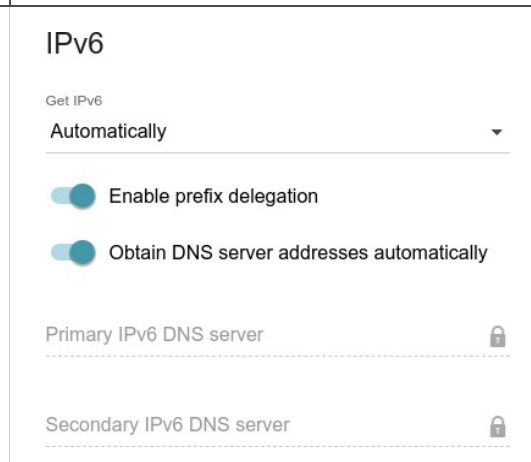 IPv6
Get IPv6
Automatically
Enable prefix delegation
Obtain DNS server addresses automatically
Primary IPv6 DNS server
Secondary IPv6 DNS server